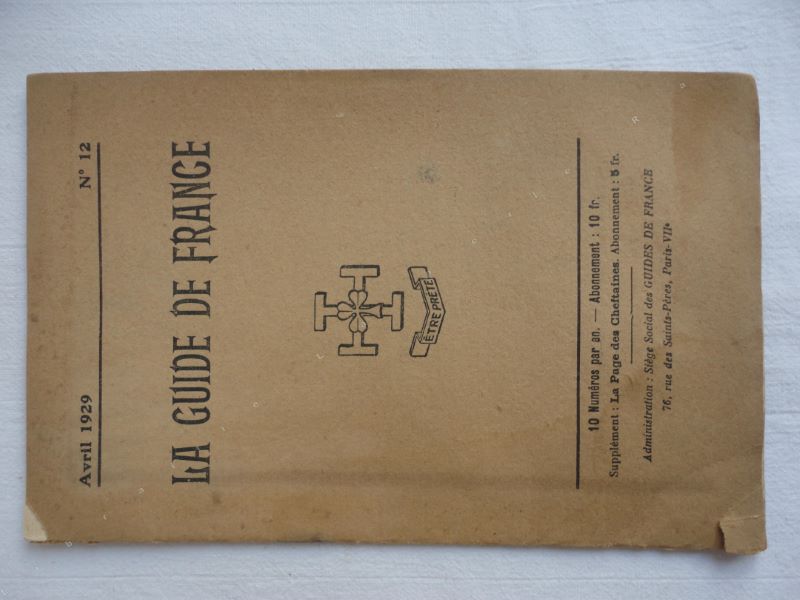 Avril 1929 N° 12
LA GUIDE DE FRANCE
ÊTRE PRÊTE
10 Numéros par an. — Abonnement : 10 fr.
Supplément : La Page des Cheftaines. Abonnement : 5 fr.
Administration : Siège Social des GUIDES DE FRANCE
76, rue des Saints-Pères, Paris-VIIe